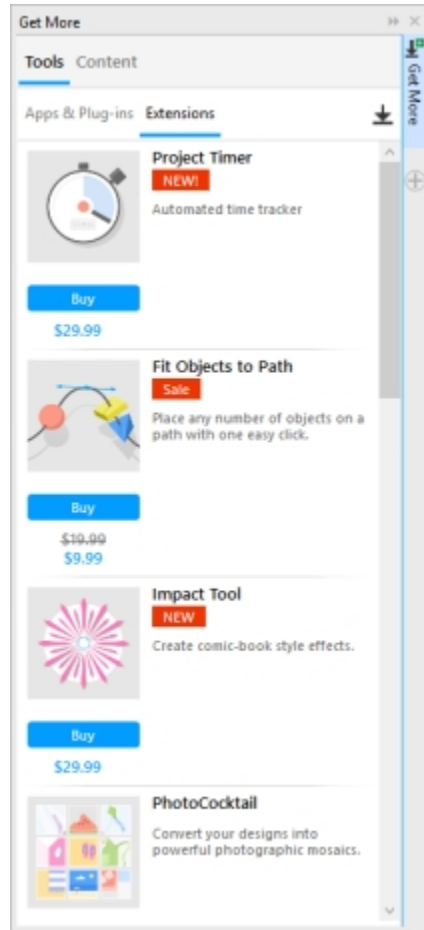 Get More
Tools Content
Get More
Apps & Plug-ins Extensions
Project Timer
NEW!
Automated time tracker
Buy
$29.99
Fit Objects to Path
Sale
Place any number of objects on a
path with one easy click.
Buy
$19.99
$9.99
Impact Tool
NEW
Create comic-book style effects.
Buy
$29.99
PhotoCocktail
Convert your designs into
powerful photographic mosaics.